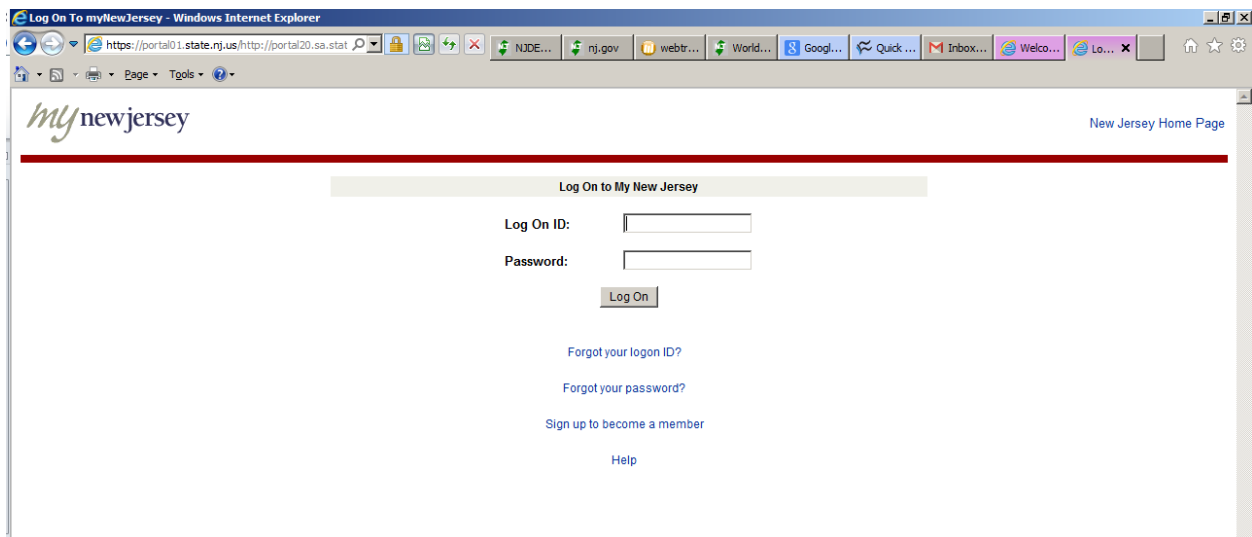 Log On To myNewJersey - Windows Internet Explorer
https://portal01.state.nj.us/http://portal20.sa.stat
NJDE... nj.gov webtr... World... Googl... Quick ... Inbox... Welco... Lo...
Page Tools
my newjersey
New Jersey Home Page
Log On to My New Jersey
Log On ID:
Password:
Log On
Forgot your logon ID?
Forgot your password?
Sign up to become a member
Help